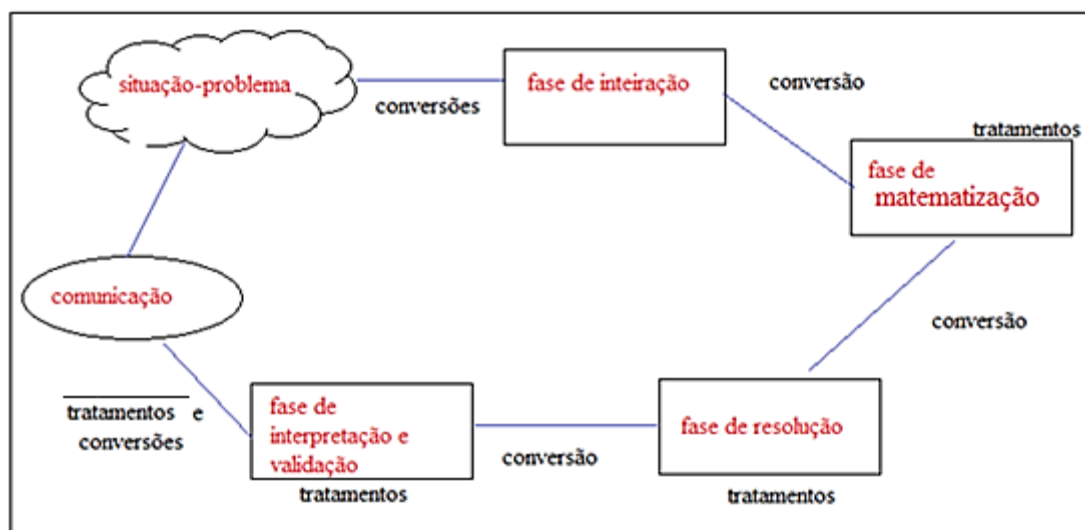 situação-problema
conversões
fase de inteiração
conversão
tratamentos
fase de
matematização
conversão
fase de resolução
tratamentos
conversão
fase de
interpretação e
validação
tratamentos
tratamentos e
conversões
comunicação